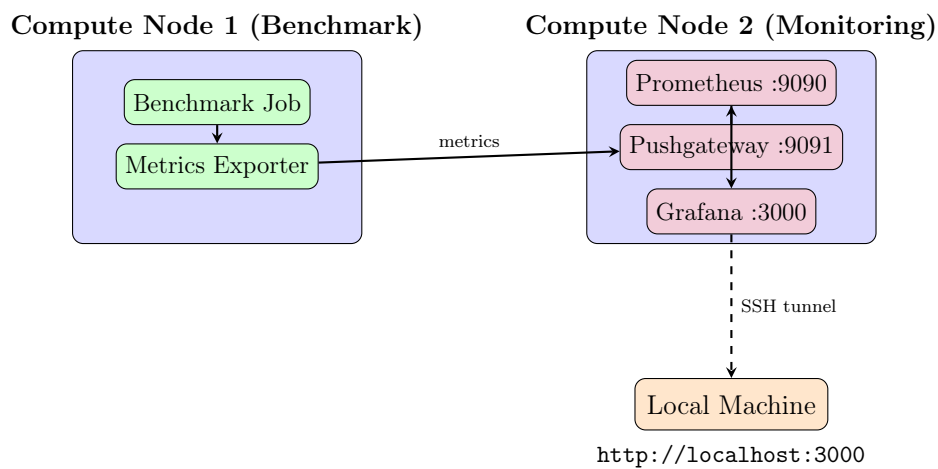 Compute Node 1 (Benchmark)
Compute Node 2 (Monitoring)
Benchmark Job
Metrics Exporter
metrics
Prometheus :9090
Pushgateway :9091
Grafana :3000
SSH tunnel
Local Machine
http://localhost:3000